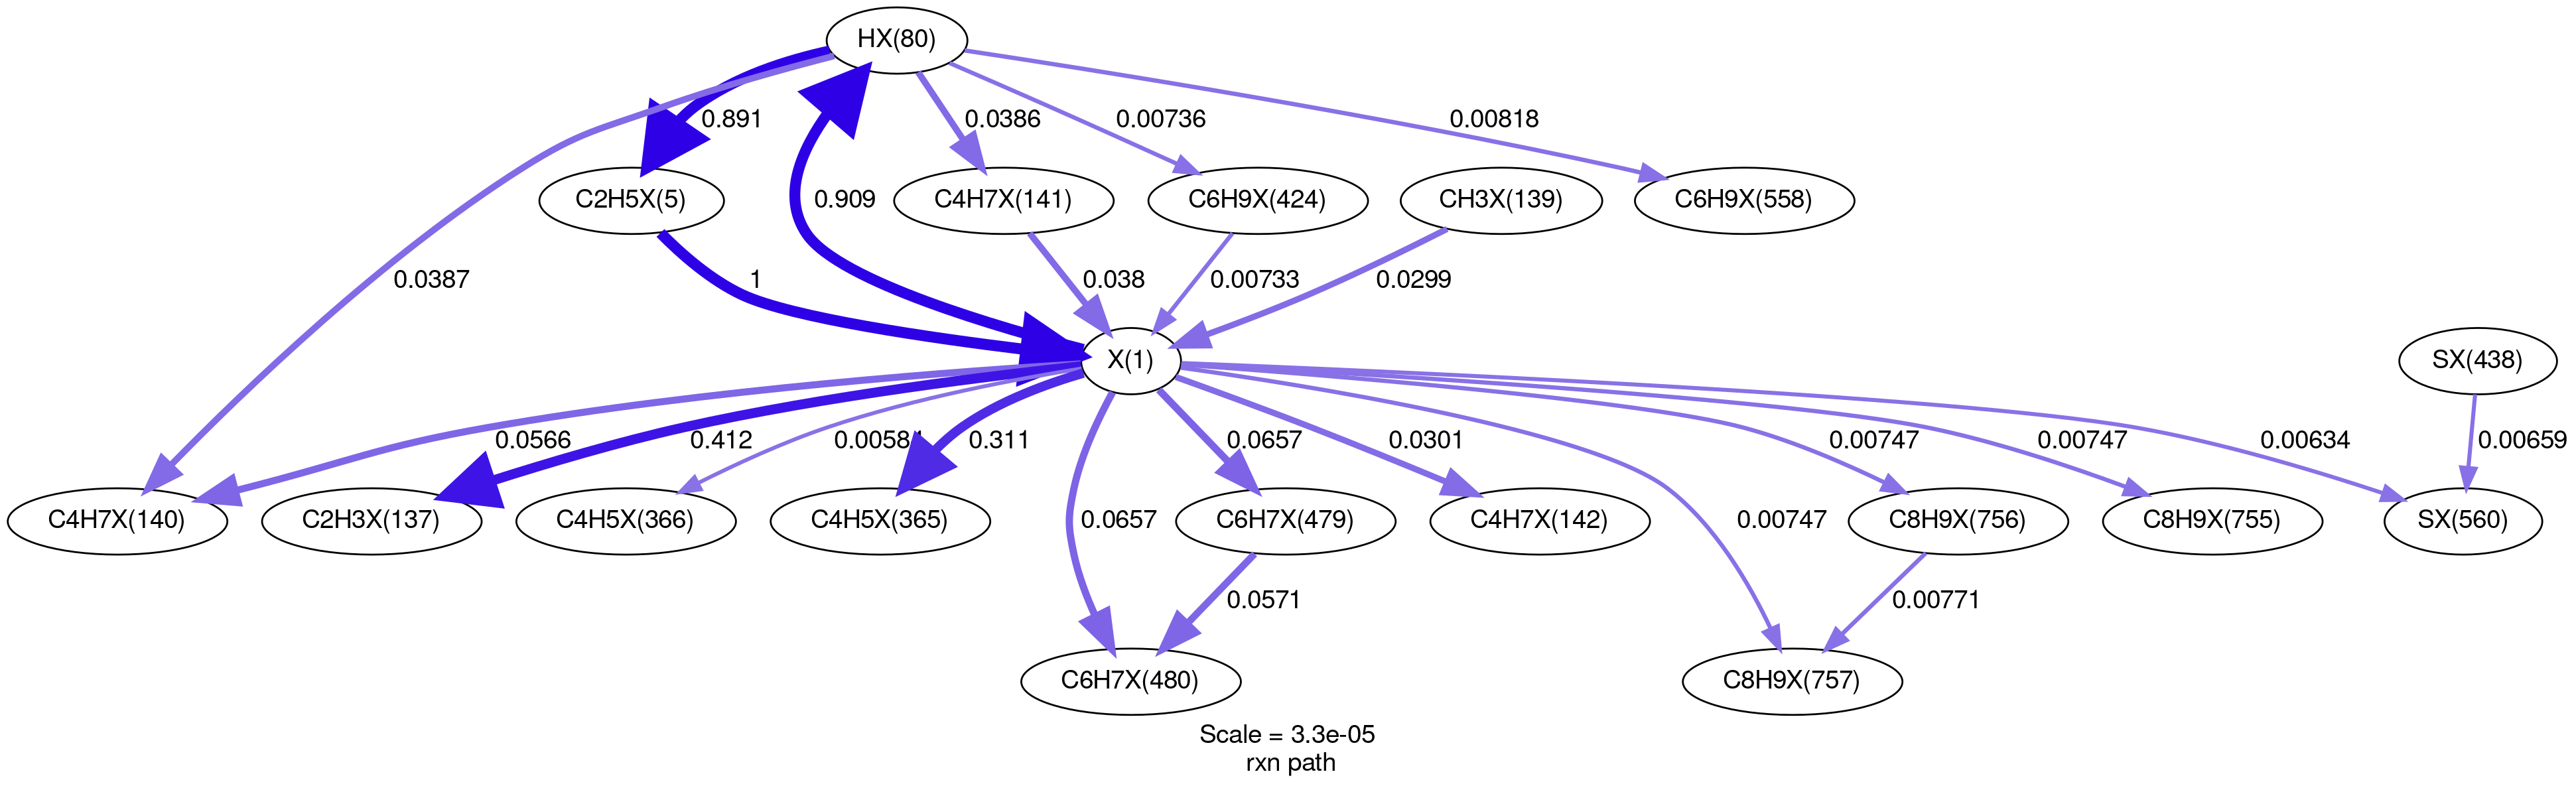 HX(80)
0.891
0.0386
0.00736
0.00818
C2H5X(5)
0.909
C4H7X(141)
C6H9X(424)
CH3X(139)
C6H9X(558)
0.0387
1
0.038
0.00733
0.0299
X(1)
SX(438)
0.0566
0.412
0.00584
0.311
0.0657
0.0301
0.00747
0.00747
0.00634
0.00659
C4H7X(140)
C2H3X(137)
C4H5X(366)
C4H5X(365)
0.0657
C6H7X(479)
C4H7X(142)
0.00747
C8H9X(756)
C8H9X(755)
SX(560)
0.0571
0.00771
C6H7X(480)
C8H9X(757)
Scale = 3.3e-05
rxn path